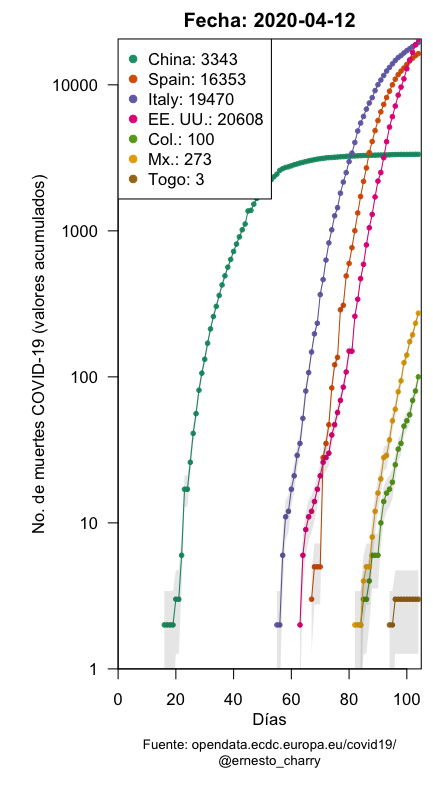 Fecha: 2020-04-12
China: 3343
Spain: 16353
Italy: 19470
EE. UU.: 20608
Col.: 100
Mx.: 273
Togo: 3
No. de muertes COVID-19 (valores acumulados)
10000
1000
100
10
1
0 20 40 60 80 100
Días
Fuente: opendata.ecdc.europa.eu/covid19/
@ernesto_charry